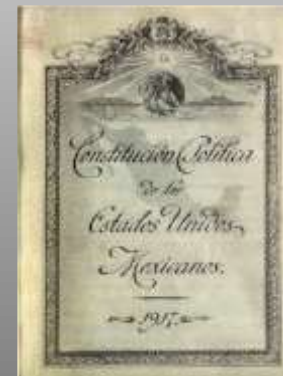 Constitución Política
de los
Estados Unidos
Mexicanos.
1917.